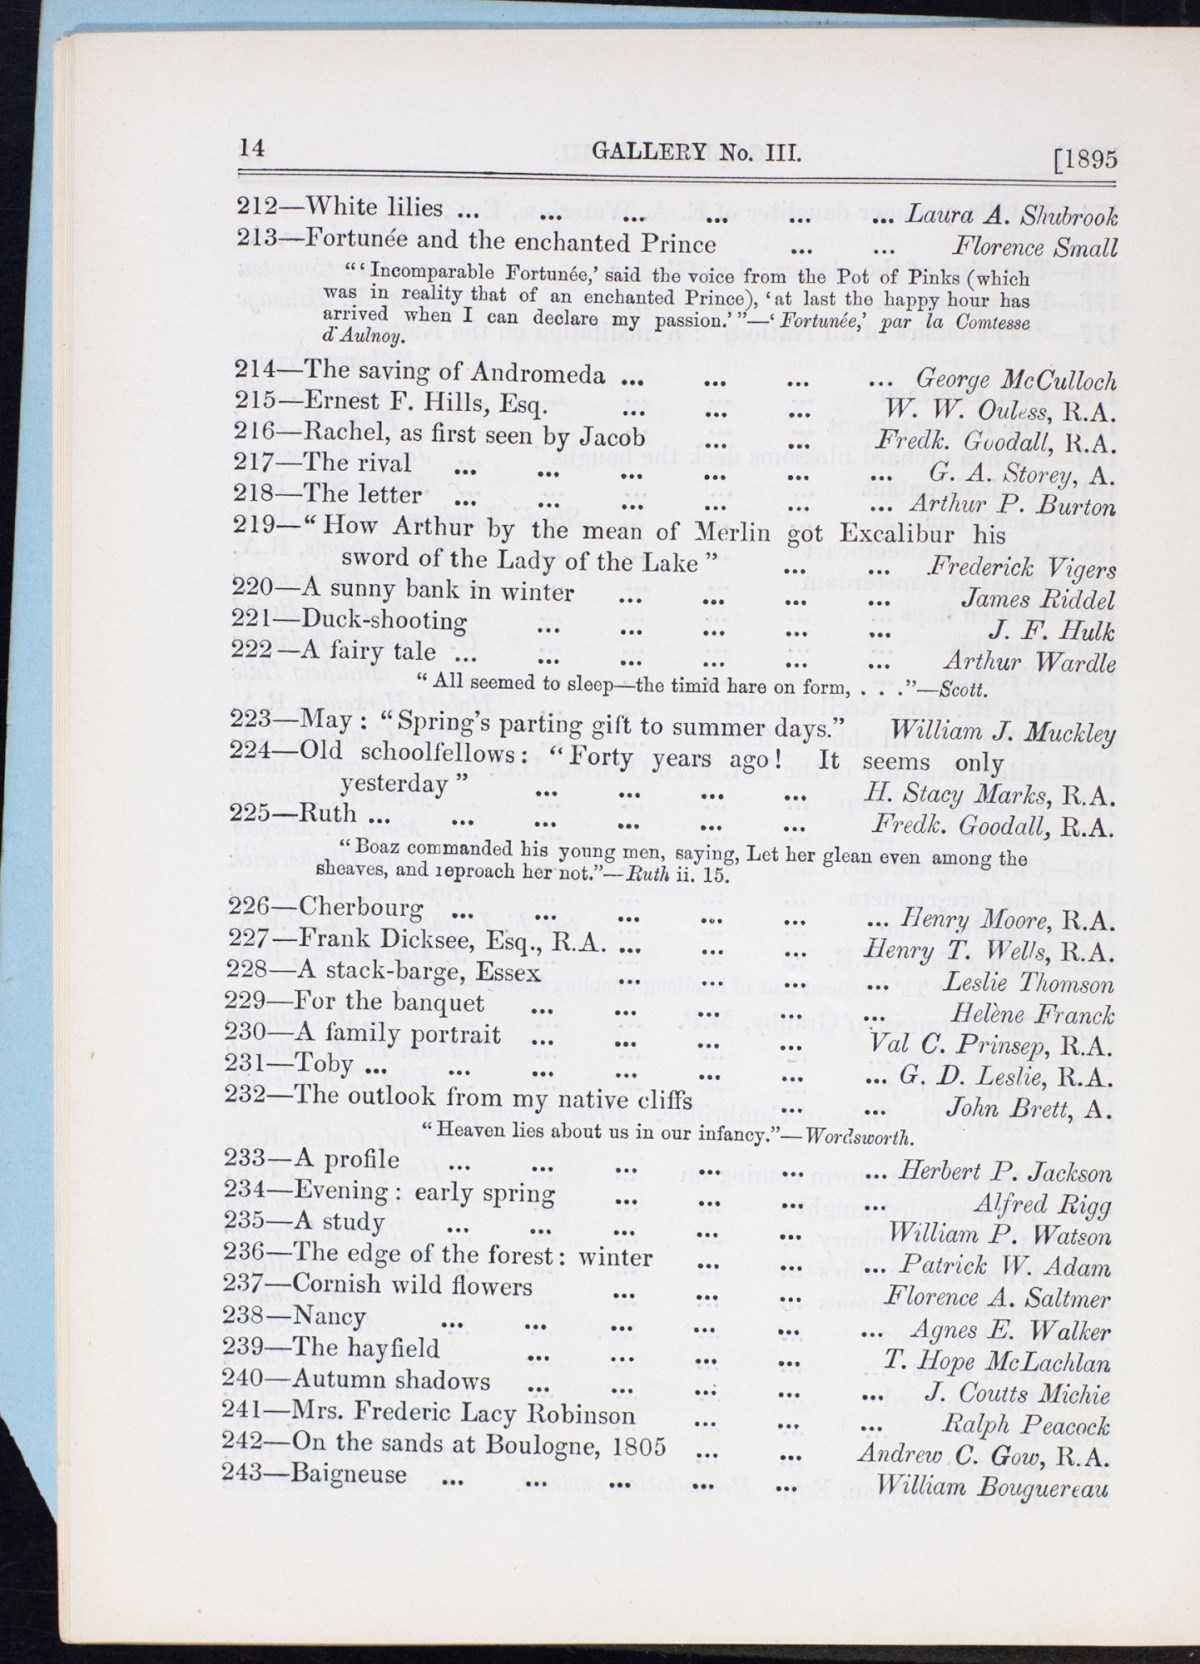 14 GALLERY No. III. [1895
212—White lilies ... ... ... ... ... ... Laura A. Shubrook
213—Fortunée and the enchanted Prince ... ... Florence Small
“‘Incomparable Fortunée,’ said the voice from the Pot of Pinks (which
was in reality that of an enchanted Prince), ‘at last the happy hour has
arrived when I can declare my passion.’”—‘Fortunée,’ par la Comtesse
d'Aulnoy.
214—The saving of Andromeda ... ... ... ... George McCulloch
215—Ernest F. Hills, Esq. ... ... ... W. W. Ouless, R.A.
216—Rachel, as first seen by Jacob ... ... Fredk. Goodall, R.A.
217—The rival ... ... ... ... ... ... G. A. Storey, A.
218—The letter ... ... ... ... ... ... Arthur P. Burton
219—“How Arthur by the mean of Merlin got Excalibur his
sword of the Lady of the Lake” ... ... Frederick Vigers
220—A sunny bank in winter ... ... ... ... James Riddel
221—Duck-shooting ... ... ... ... ... J. F. Hulk
222—A fairy tale ... ... ... ... ... ... Arthur Wardle
“All seemed to sleep—the timid hare on form, . . .”—Scott.
223—May: “Spring's parting gift to summer days.” William J. Muckley
224—Old schoolfellows: “Forty years ago! It seems only
yesterday” ... ... ... ... H. Stacy Marks, R.A.
225—Ruth ... ... ... ... ... ... Fredk. Goodall, R.A.
“Boaz commanded his young men, saying, Let her glean even among the
sheaves, and reproach her not.”—Ruth ii. 15.
226—Cherbourg ... ... ... ... ... ... Henry Moore, R.A.
227—Frank Dicksee, Esq., R.A. ... ... ... Henry T. Wells, R.A.
228—A stack-barge, Essex ... ... ... ... Leslie Thomson
229—For the banquet ... ... ... ... ... Helène Franck
230—A family portrait ... ... ... ... Val C. Prinsep, R.A.
231—Toby ... ... ... ... ... ... ... G. D. Leslie, R.A.
232—The outlook from my native cliffs ... ... John Brett, A.
“Heaven lies about us in our infancy.”—Wordsworth.
233—A profile ... ... ... ... ... ... Herbert P. Jackson
234—Evening: early spring ... ... ... ... Alfred Rigg
235—A study ... ... ... ... ... William P. Watson
236—The edge of the forest: winter ... ... ... Patrick W. Adam
237—Cornish wild flowers ... ... ... Florence A. Saltmer
238—Nancy ... ... ... ... ... ... Agnes E. Walker
239—The hayfield ... ... ... ... T. Hope McLachlan
240—Autumn shadows ... ... ... ... ... J. Coutts Michie
241—Mrs. Frederic Lacy Robinson ... ... ... Ralph Peacock
242—On the sands at Boulogne, 1805 ... ... Andrew C. Gow, R.A.
243—Baigneuse ... ... ... ... ... William Bouguereau